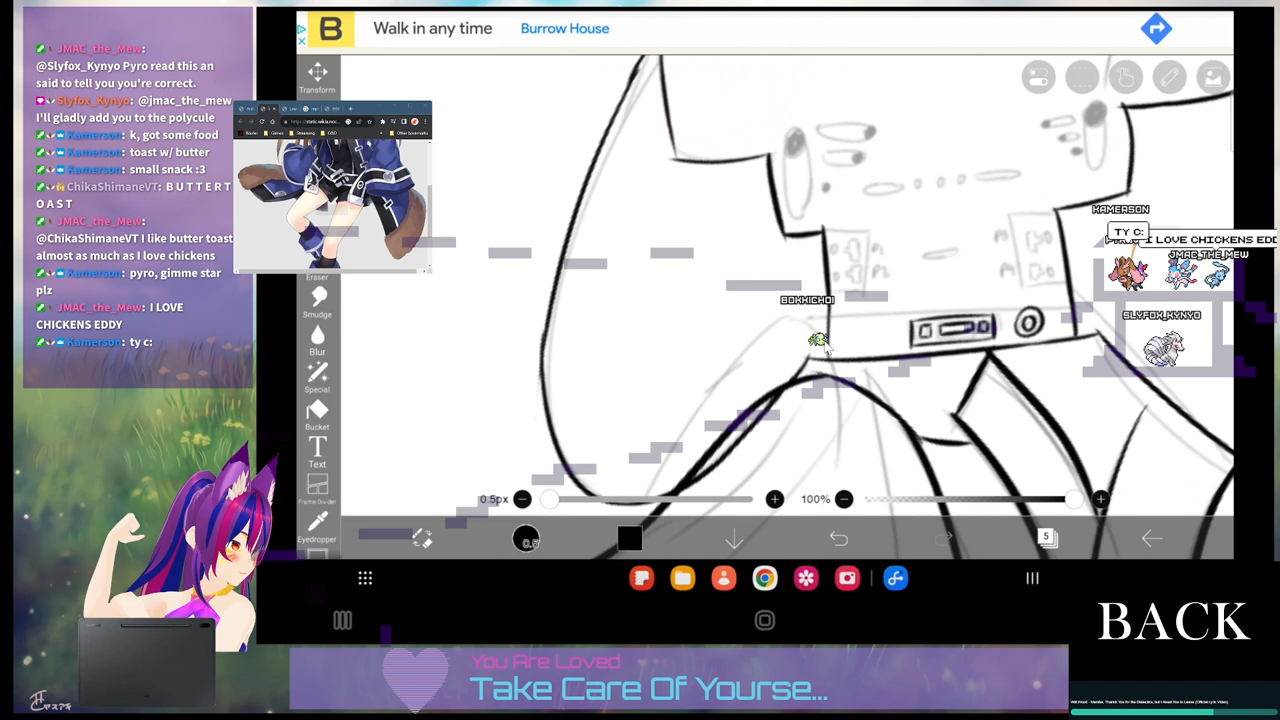 JMAC_the_Mew:
@Slyfox_Kynyo Pyro read this an
said to tell you you're correct.
Slyfox_Kynyo: @jmac_the_mew
I'll gladly add you to the polycule
Kamerson: k, got some food
Kamerson: toast w/ butter
Kamerson: small snack :3
ChikaShimaneVT: B U T T E R T
O A S T
JMAC_the_Mew:
@ChikaShimaneVT I like butter toast
almost as much as I love chickens
Kamerson: pyro, gimme star
plz
JMAC_the_Mew: I LOVE
CHICKENS EDDY
Kamerson: ty c:
B
Walk in any time
Burrow House
Transform
Eraser
Smudge
Blur
Special
Bucket
T
Text
Frame Divider
Eyedropper
BOKKICHOI
KAMERSON
TY C:
I LOVE CHICKENS EDD
JMAC_THE_MEW
SLYFOX_KYNYO
0.5px
100%
5
BACK
You Are Loved
Take Care Of Yourse...